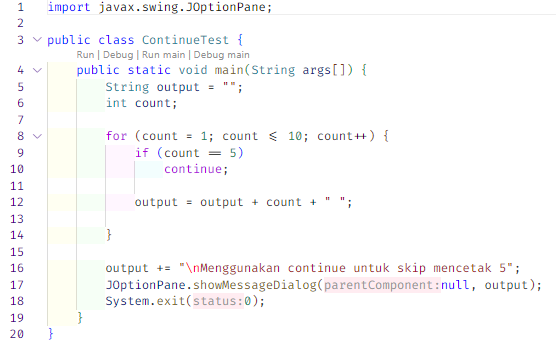 1 import javax.swing.JOptionPane;
2
3 public class ContinueTest {
Run | Debug | Run main | Debug main
4 public static void main(String args[]) {
5 String output = "";
6 int count;
7
8 for (count = 1; count <= 10; count++) {
9 if (count == 5)
10 continue;
11
12 output = output + count + " ";
13
14 }
15
16 output += "\nMenggunakan continue untuk skip mencetak 5";
17 JOptionPane.showMessageDialog(parentComponent:null, output);
18 System.exit(status:0);
19 }
20 }